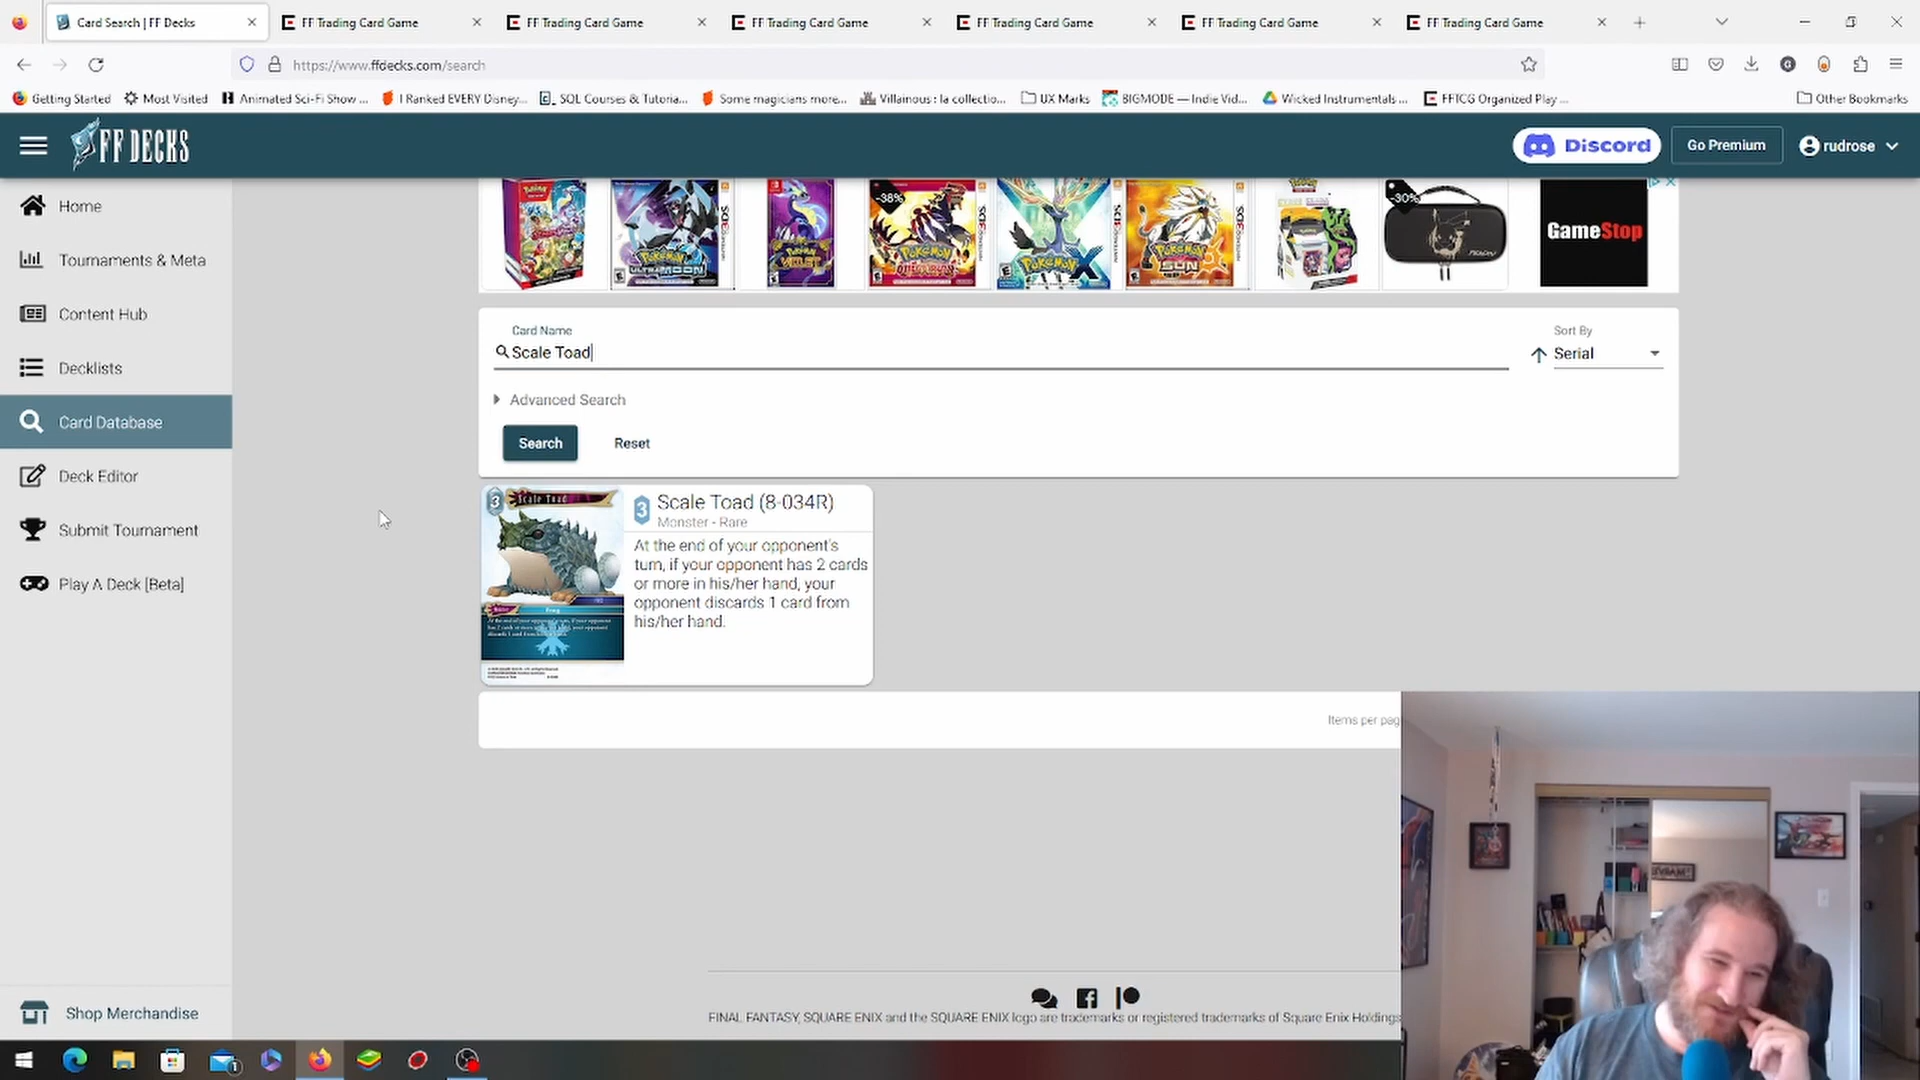 Card Search | FF Decks
FF Trading Card Game
FF Trading Card Game
FF Trading Card Game
FF Trading Card Game
FF Trading Card Game
FF Trading Card Game
https://www.ffdecks.com/search
Getting Started
Most Visited
Animated Sci-Fi Show ...
I Ranked EVERY Disney...
SQL Courses & Tutoria...
Some magicians more...
Villainous : la collectio...
UX Marks
BIGMODE — Indie Vid...
Wicked Instrumentals ...
FFTCG Organized Play ...
Other Bookmarks
FF DECKS
Discord
Go Premium
rudrose
Home
Tournaments & Meta
Content Hub
Decklists
Card Database
Deck Editor
Submit Tournament
Play A Deck [Beta]
Shop Merchandise
-38%
-30%
GameStop
Card Name
Scale Toad
Sort By
Serial
Advanced Search
Search
Reset
3
Scale Toad
3
Scale Toad (8-034R)
Monster - Rare
At the end of your opponent's
turn, if your opponent has 2 cards
or more in his/her hand, your
opponent discards 1 card from
his/her hand.
Items per pag
FINAL FANTASY, SQUARE ENIX and the SQUARE ENIX logo are trademarks or registered trademarks of Square Enix Holdings